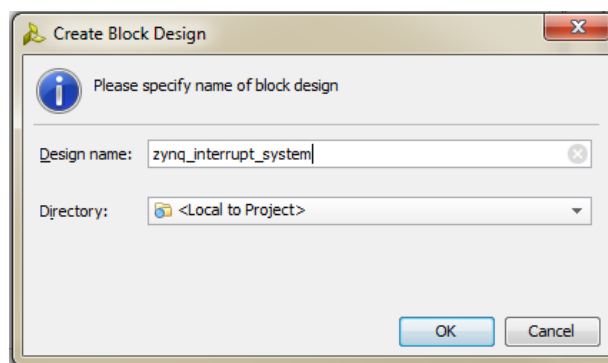 Create Block Design
Please specify name of block design
Design name: zynq_interrupt_system
Directory: <Local to Project>
OK Cancel